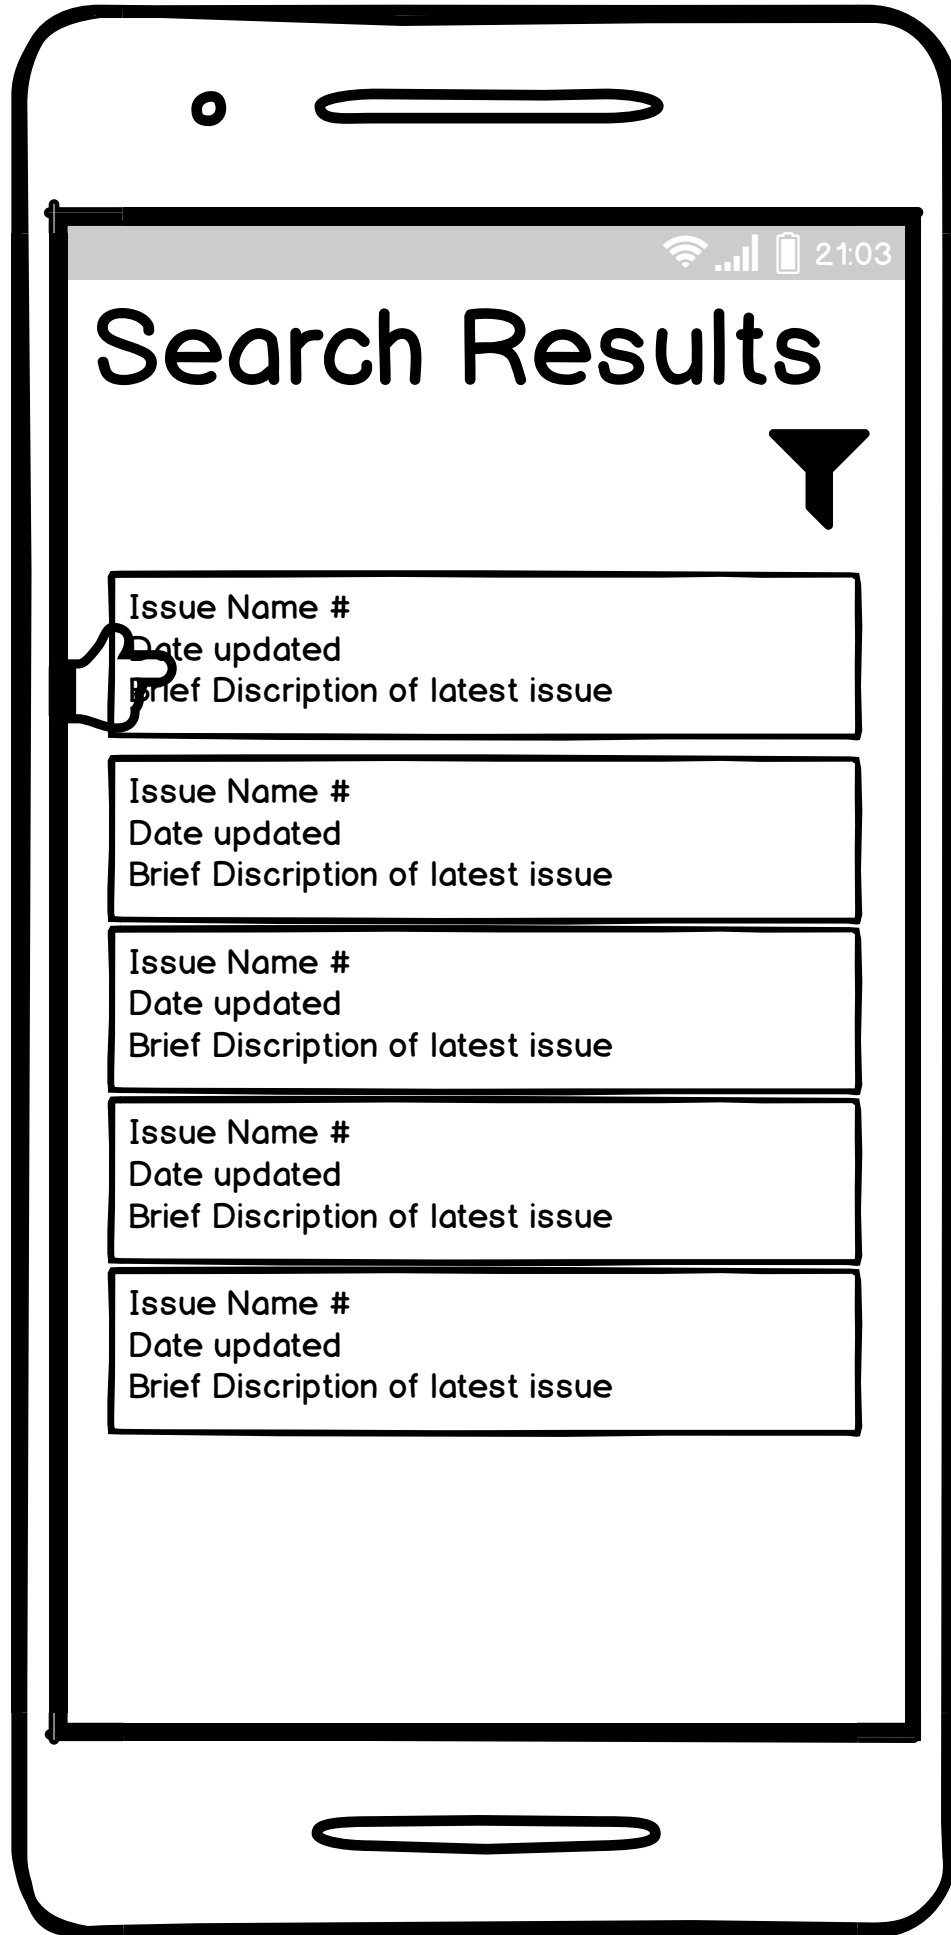 21:03
Search Results
Issue Name #
Date updated
Brief Discription of latest issue
Issue Name #
Date updated
Brief Discription of latest issue
Issue Name #
Date updated
Brief Discription of latest issue
Issue Name #
Date updated
Brief Discription of latest issue
Issue Name #
Date updated
Brief Discription of latest issue